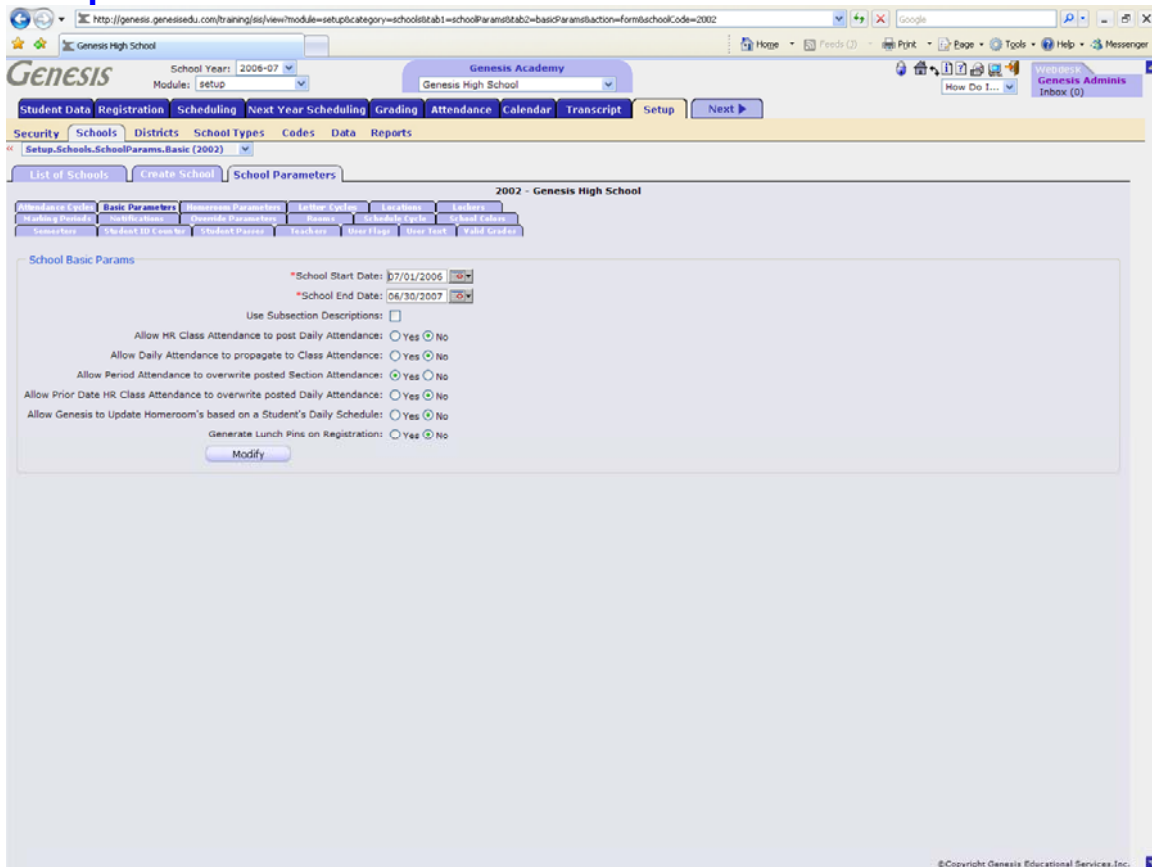 http://genesis.genesisedu.com/training/sis/view?module=setup&category=schools&tab1=schoolParams&tab2=basicParams&action=form&schoolCode=2002
Google
Genesis High School
Home Feeds (J) Print Page Tools Help Messenger
GENESIS
School Year: 2006-07
Module: setup
Genesis Academy
Genesis High School
How Do I...
Webdesk
Genesis Adminis
Inbox (0)
Student Data Registration Scheduling Next Year Scheduling Grading Attendance Calendar Transcript Setup Next
Security Schools Districts School Types Codes Data Reports
Setup.Schools.SchoolParams.Basic (2002)
List of Schools Create School School Parameters
2002 - Genesis High School
Attendance Cycles Basic Parameters Homeroom Parameters Letter Cycles Locations Lockers
Marking Periods Notifications Override Parameters Rooms Schedule Cycle School Colors
Semesters Student ID Counter Student Passes Teachers User Flags User Text Valid Grades
School Basic Params
*School Start Date: 07/01/2006
*School End Date: 06/30/2007
Use Subsection Descriptions:
Allow HR Class Attendance to post Daily Attendance: Yes No
Allow Daily Attendance to propagate to Class Attendance: Yes No
Allow Period Attendance to overwrite posted Section Attendance: Yes No
Allow Prior Date HR Class Attendance to overwrite posted Daily Attendance: Yes No
Allow Genesis to Update Homeroom's based on a Student's Daily Schedule: Yes No
Generate Lunch Pins on Registration: Yes No
Modify
©Copyright Genesis Educational Services.Inc.